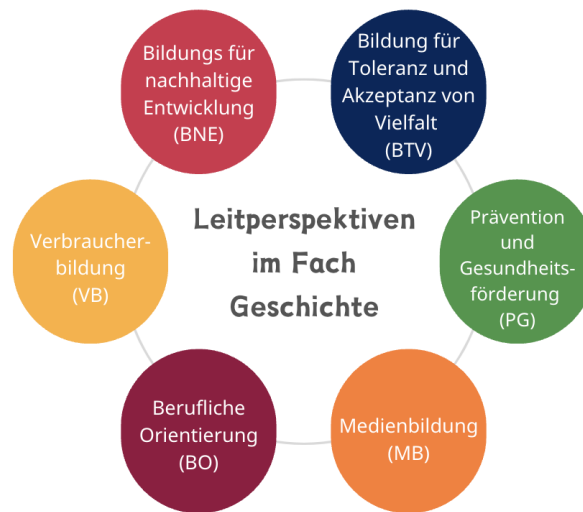 Bildungs für
nachhaltige
Entwicklung
(BNE)
Bildung für
Toleranz und
Akzeptanz von
Vielfalt
(BTV)
Verbraucher-
bildung
(VB)
Leitperspektiven
im Fach
Geschichte
Prävention
und
Gesundheits-
förderung
(PG)
Berufliche
Orientierung
(BO)
Medienbildung
(MB)